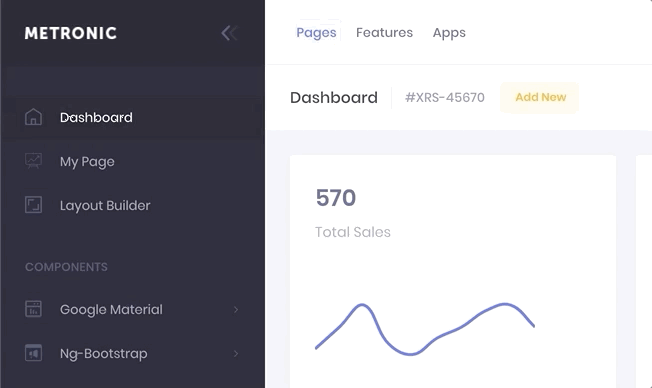 METRONIC
Pages Features Apps
Dashboard #XRS-45670 Add New
Dashboard
My Page
Layout Builder
COMPONENTS
Google Material
Ng-Bootstrap
570
Total Sales